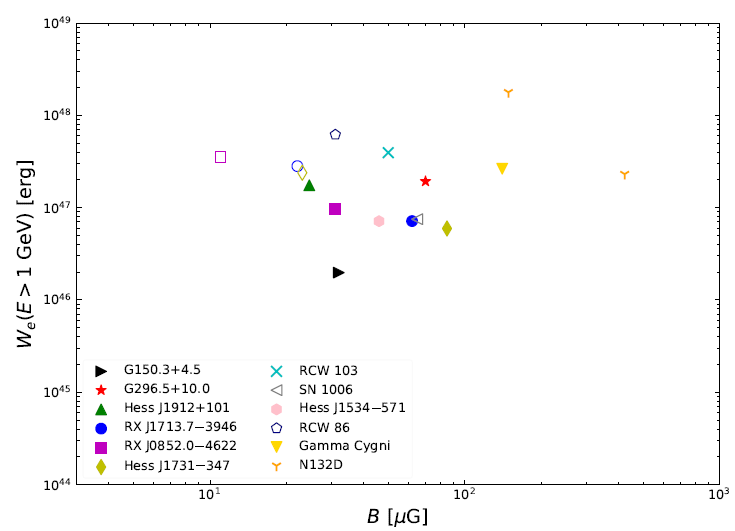 10^49
10^48
10^47
10^46
10^45
10^44
W_e(E > 1 GeV) [erg]
G150.3+4.5
G296.5+10.0
Hess J1912+101
RX J1713.7−3946
RX J0852.0−4622
Hess J1731−347
RCW 103
SN 1006
Hess J1534−571
RCW 86
Gamma Cygni
N132D
10^1
10^2
10^3
B [μG]